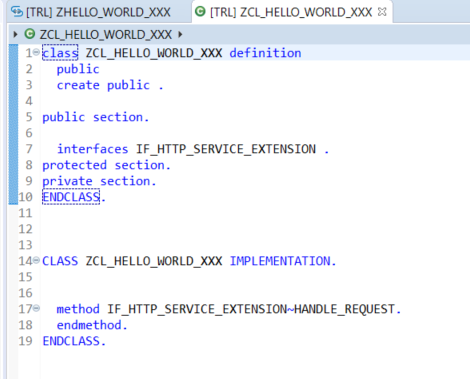 [TRL] ZHELLO_WORLD_XXX [TRL] ZCL_HELLO_WORLD_XXX
ZCL_HELLO_WORLD_XXX
1 class ZCL_HELLO_WORLD_XXX definition
2 public
3 create public .
4
5 public section.
6
7 interfaces IF_HTTP_SERVICE_EXTENSION .
8 protected section.
9 private section.
10 ENDCLASS.
11
12
13
14 CLASS ZCL_HELLO_WORLD_XXX IMPLEMENTATION.
15
16
17 method IF_HTTP_SERVICE_EXTENSION~HANDLE_REQUEST.
18 endmethod.
19 ENDCLASS.